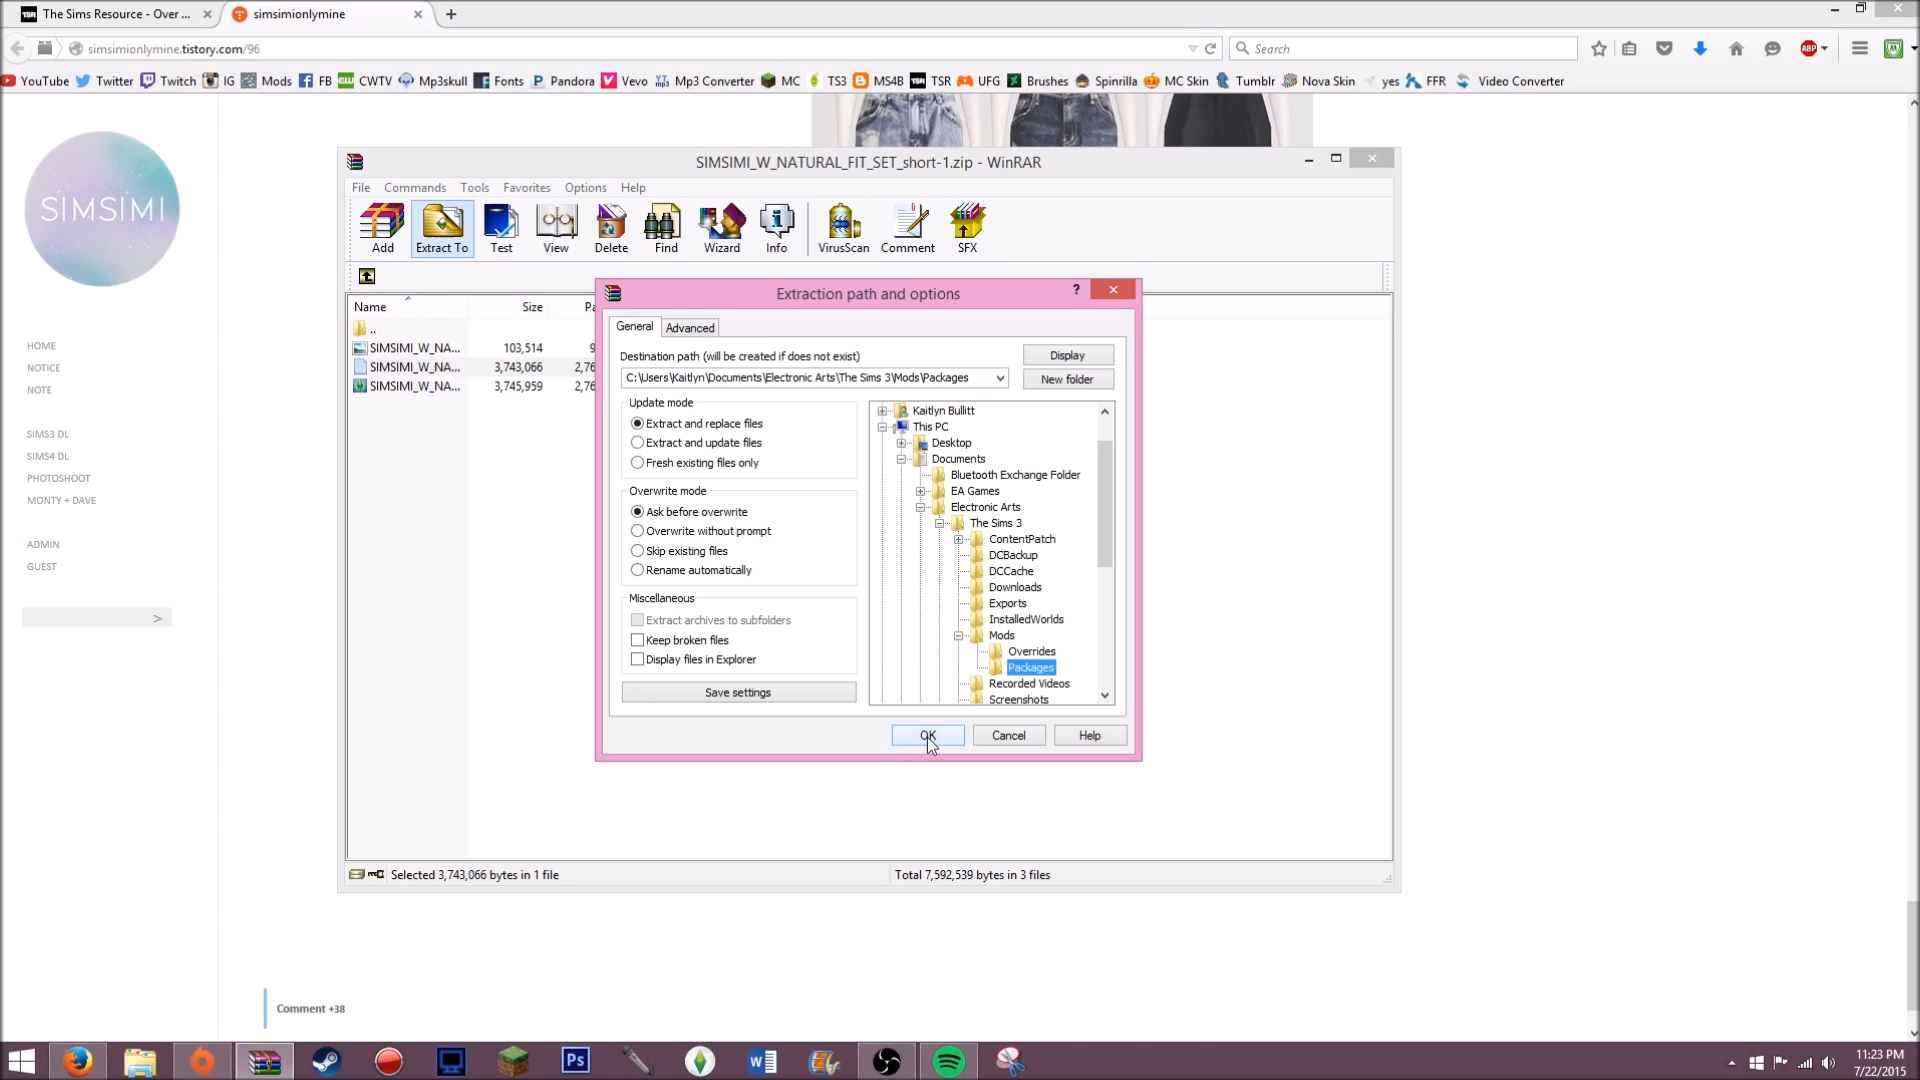 The Sims Resource - Over ...
simsimionlymine
simsimionlymine.tistory.com/96
Search
ABP
YouTube Twitter Twitch IG Mods FB CWTV Mp3skull Fonts Pandora Vevo Mp3 Converter MC TS3 MS4B TSR UFG Brushes Spinrilla MC Skin Tumblr Nova Skin yes FFR Video Converter
SIMSIMI
HOME
NOTICE
NOTE
SIMS3 DL
SIMS4 DL
PHOTOSHOOT
MONTY + DAVE
ADMIN
GUEST
>
SIMSIMI_W_NATURAL_FIT_SET_short-1.zip - WinRAR
File Commands Tools Favorites Options Help
Add Extract To Test View Delete Find Wizard Info VirusScan Comment SFX
Name Size Pa
..
SIMSIMI_W_NA... 103,514 9
SIMSIMI_W_NA... 3,743,066 2,76
SIMSIMI_W_NA... 3,745,959 2,76
Extraction path and options
?
General Advanced
Destination path (will be created if does not exist)
Display
C:\Users\Kaitlyn\Documents\Electronic Arts\The Sims 3\Mods\Packages
New folder
Update mode
Extract and replace files
Extract and update files
Fresh existing files only
Overwrite mode
Ask before overwrite
Overwrite without prompt
Skip existing files
Rename automatically
Miscellaneous
Extract archives to subfolders
Keep broken files
Display files in Explorer
Save settings
Kaitlyn Bullitt
This PC
Desktop
Documents
Bluetooth Exchange Folder
EA Games
Electronic Arts
The Sims 3
ContentPatch
DCBackup
DCCache
Downloads
Exports
InstalledWorlds
Mods
Overrides
Packages
Recorded Videos
Screenshots
OK Cancel Help
Selected 3,743,066 bytes in 1 file
Total 7,592,539 bytes in 3 files
Comment +38
Ps
11:23 PM
7/22/2015